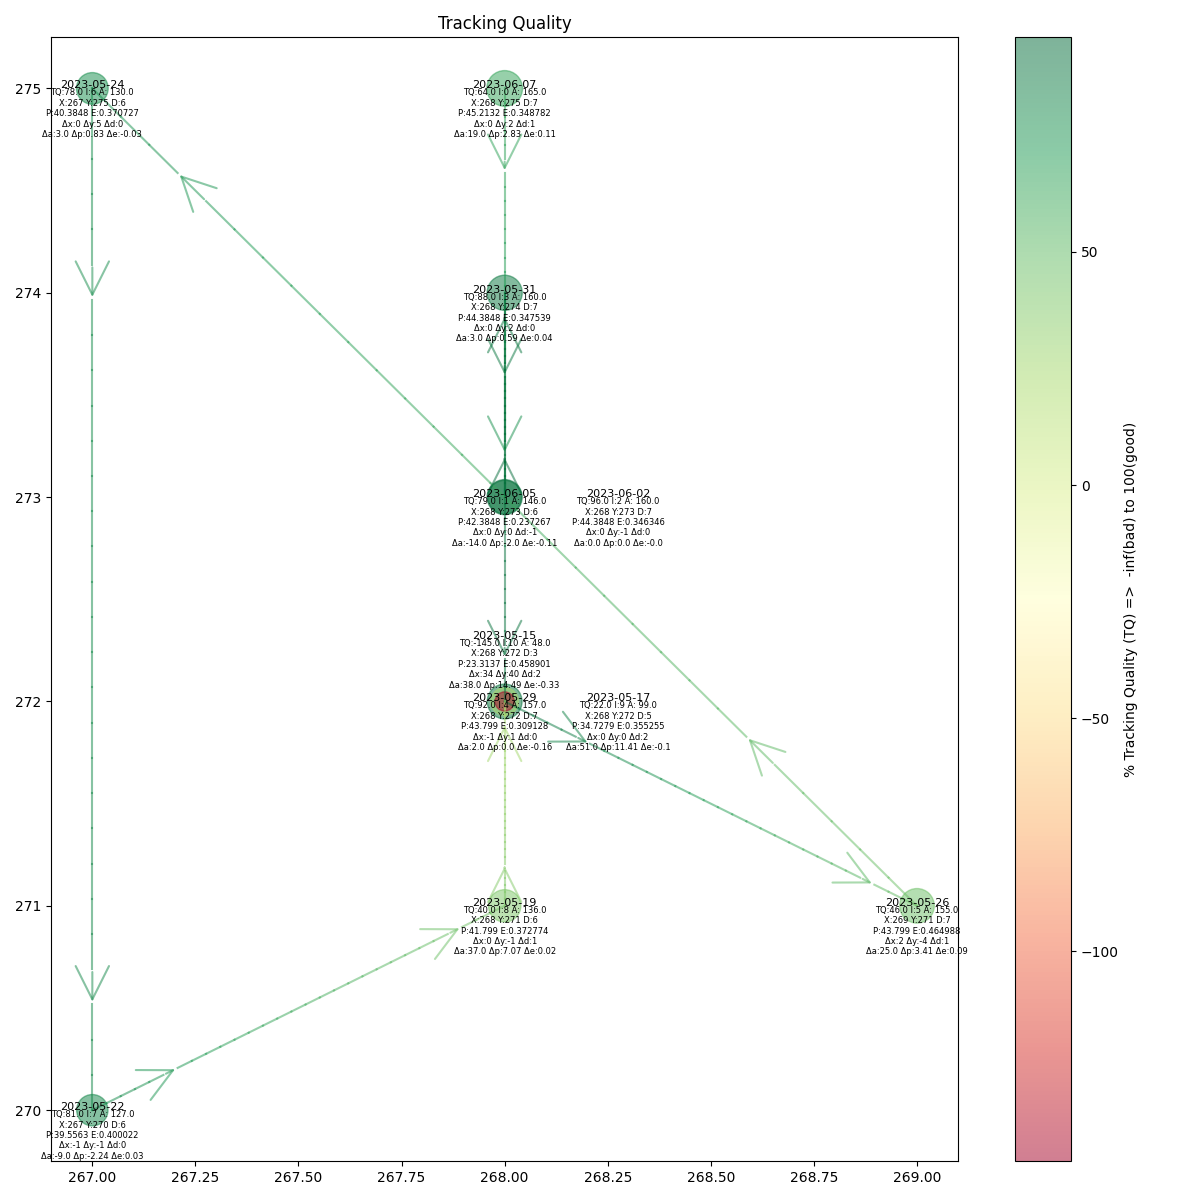 Tracking Quality
275
274
273
272
271
270
2023-05-24
TQ:78.0 I:6 A: 130.0
X:267 Y:275 D:6
P:40.3848 E:0.370727
Δx:0 Δy:5 Δd:0
Δa:3.0 Δp:0.83 Δe:-0.03
2023-06-07
TQ:64.0 I:0 A: 165.0
X:268 Y:275 D:7
P:45.2132 E:0.348782
Δx:0 Δy:2 Δd:1
Δa:19.0 Δp:2.83 Δe:0.11
2023-05-31
TQ:88.0 I:3 A: 160.0
X:268 Y:274 D:7
P:44.3848 E:0.347539
Δx:0 Δy:2 Δd:0
Δa:3.0 Δp:0.59 Δe:0.04
2023-06-05
TQ:79.0 I:1 A: 146.0
X:268 Y:273 D:6
P:42.3848 E:0.237267
Δx:0 Δy:0 Δd:-1
Δa:-14.0 Δp:-2.0 Δe:-0.11
2023-06-02
TQ:96.0 I:2 A: 160.0
X:268 Y:273 D:7
P:44.3848 E:0.346346
Δx:0 Δy:-1 Δd:0
Δa:0.0 Δp:0.0 Δe:-0.0
2023-05-15
TQ:-145.0 I:10 A: 48.0
X:268 Y:272 D:3
P:23.3137 E:0.458901
Δx:34 Δy:40 Δd:2
Δa:38.0 Δp:14.49 Δe:-0.33
2023-05-29
TQ:92.0 I:4 A: 157.0
X:268 Y:272 D:7
P:43.799 E:0.309128
Δx:-1 Δy:1 Δd:0
Δa:2.0 Δp:0.0 Δe:-0.16
2023-05-17
TQ:22.0 I:9 A: 99.0
X:268 Y:272 D:5
P:34.7279 E:0.355255
Δx:0 Δy:0 Δd:2
Δa:51.0 Δp:11.41 Δe:-0.1
2023-05-19
TQ:40.0 I:8 A: 136.0
X:268 Y:271 D:6
P:41.799 E:0.372774
Δx:0 Δy:-1 Δd:1
Δa:37.0 Δp:7.07 Δe:0.02
2023-05-26
TQ:46.0 I:5 A: 155.0
X:269 Y:271 D:7
P:43.799 E:0.464988
Δx:2 Δy:-4 Δd:1
Δa:25.0 Δp:3.41 Δe:0.09
2023-05-22
TQ:81.0 I:7 A: 127.0
X:267 Y:270 D:6
P:39.5563 E:0.400022
Δx:-1 Δy:-1 Δd:0
Δa:-9.0 Δp:-2.24 Δe:0.03
267.00 267.25 267.50 267.75 268.00 268.25 268.50 268.75 269.00
50
0
−50
−100
% Tracking Quality (TQ) => -inf(bad) to 100(good)